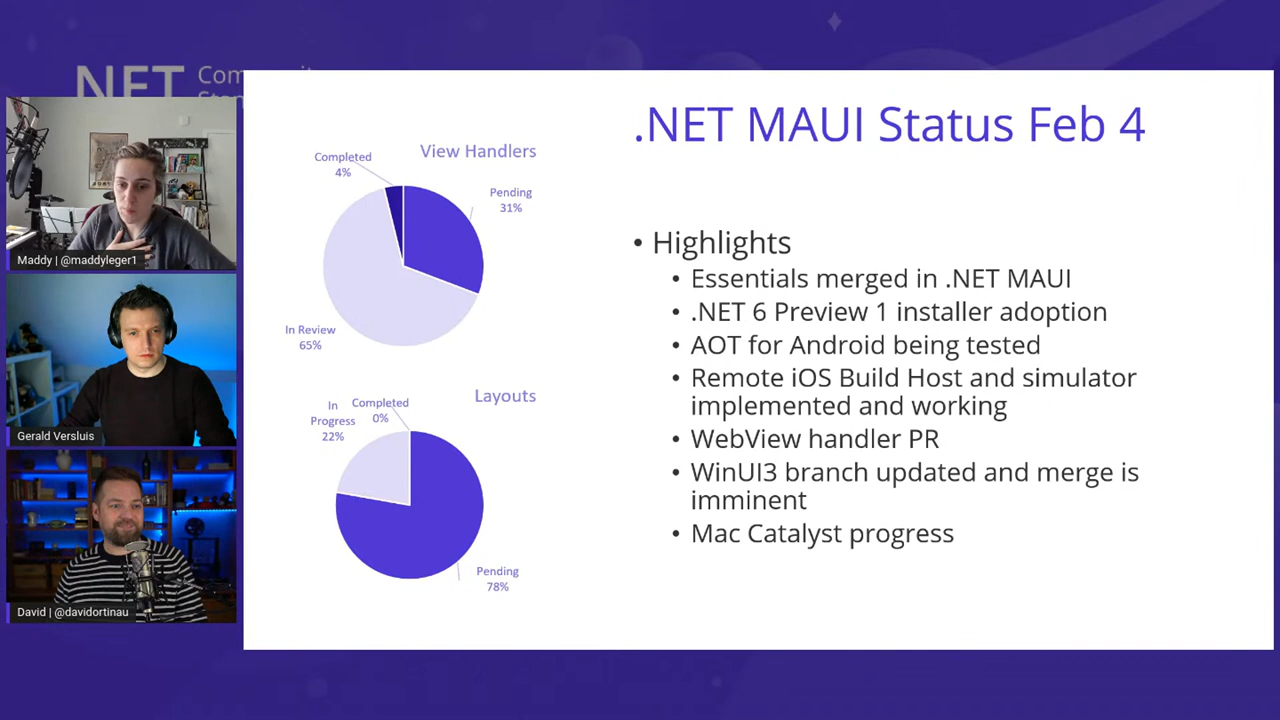 .NET
Maddy | @maddyleger1
Gerald Versluis
David | @davidortinau
.NET MAUI Status Feb 4
View Handlers
Completed
4%
Pending
31%
In Review
65%
Layouts
In
Progress
22%
Completed
0%
Pending
78%
• Highlights
• Essentials merged in .NET MAUI
• .NET 6 Preview 1 installer adoption
• AOT for Android being tested
• Remote iOS Build Host and simulator
implemented and working
• WebView handler PR
• WinUI3 branch updated and merge is
imminent
• Mac Catalyst progress